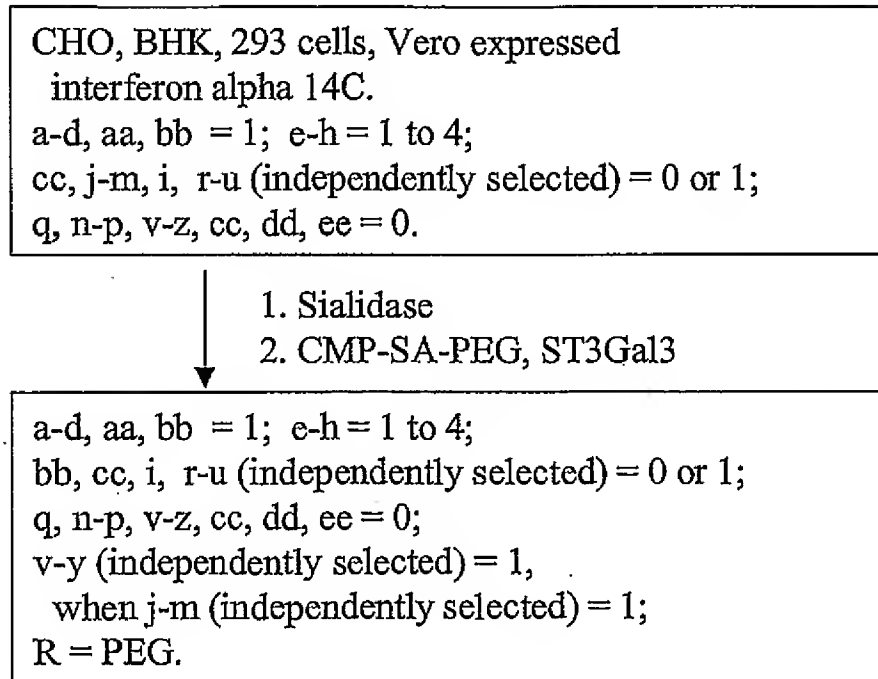 CHO, BHK, 293 cells, Vero expressed
interferon alpha 14C.
a-d, aa, bb = 1; e-h = 1 to 4;
cc, j-m, i, r-u (independently selected) = 0 or 1;
q, n-p, v-z, cc, dd, ee = 0.
1. Sialidase
2. CMP-SA-PEG, ST3Gal3
a-d, aa, bb = 1; e-h = 1 to 4;
bb, cc, i, r-u (independently selected) = 0 or 1;
q, n-p, v-z, cc, dd, ee = 0;
v-y (independently selected) = 1,
when j-m (independently selected) = 1;
R = PEG.